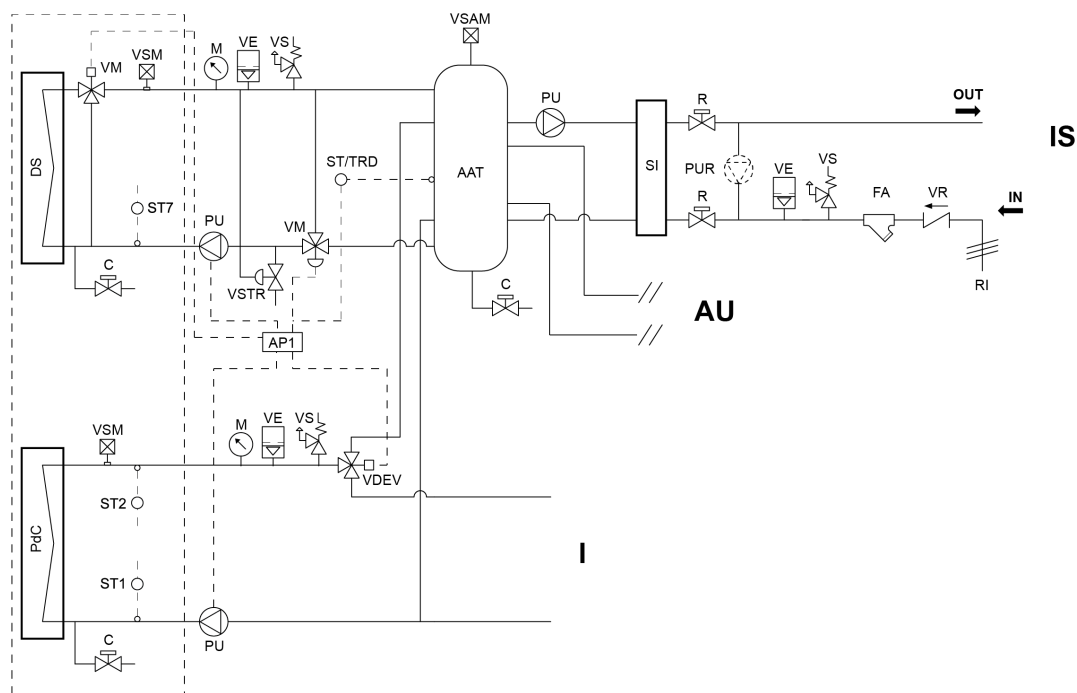 VSAM
M
VE
VS
VSM
VM
PU
R
OUT
IS
DS
ST/TRD
AAT
SI
PUR
VE
VS
FA
VR
IN
ST7
PU
VM
R
C
VSTR
C
RI
AP1
AU
VSM
M
VE
VS
VDEV
ST2
PdC
ST1
I
C
PU